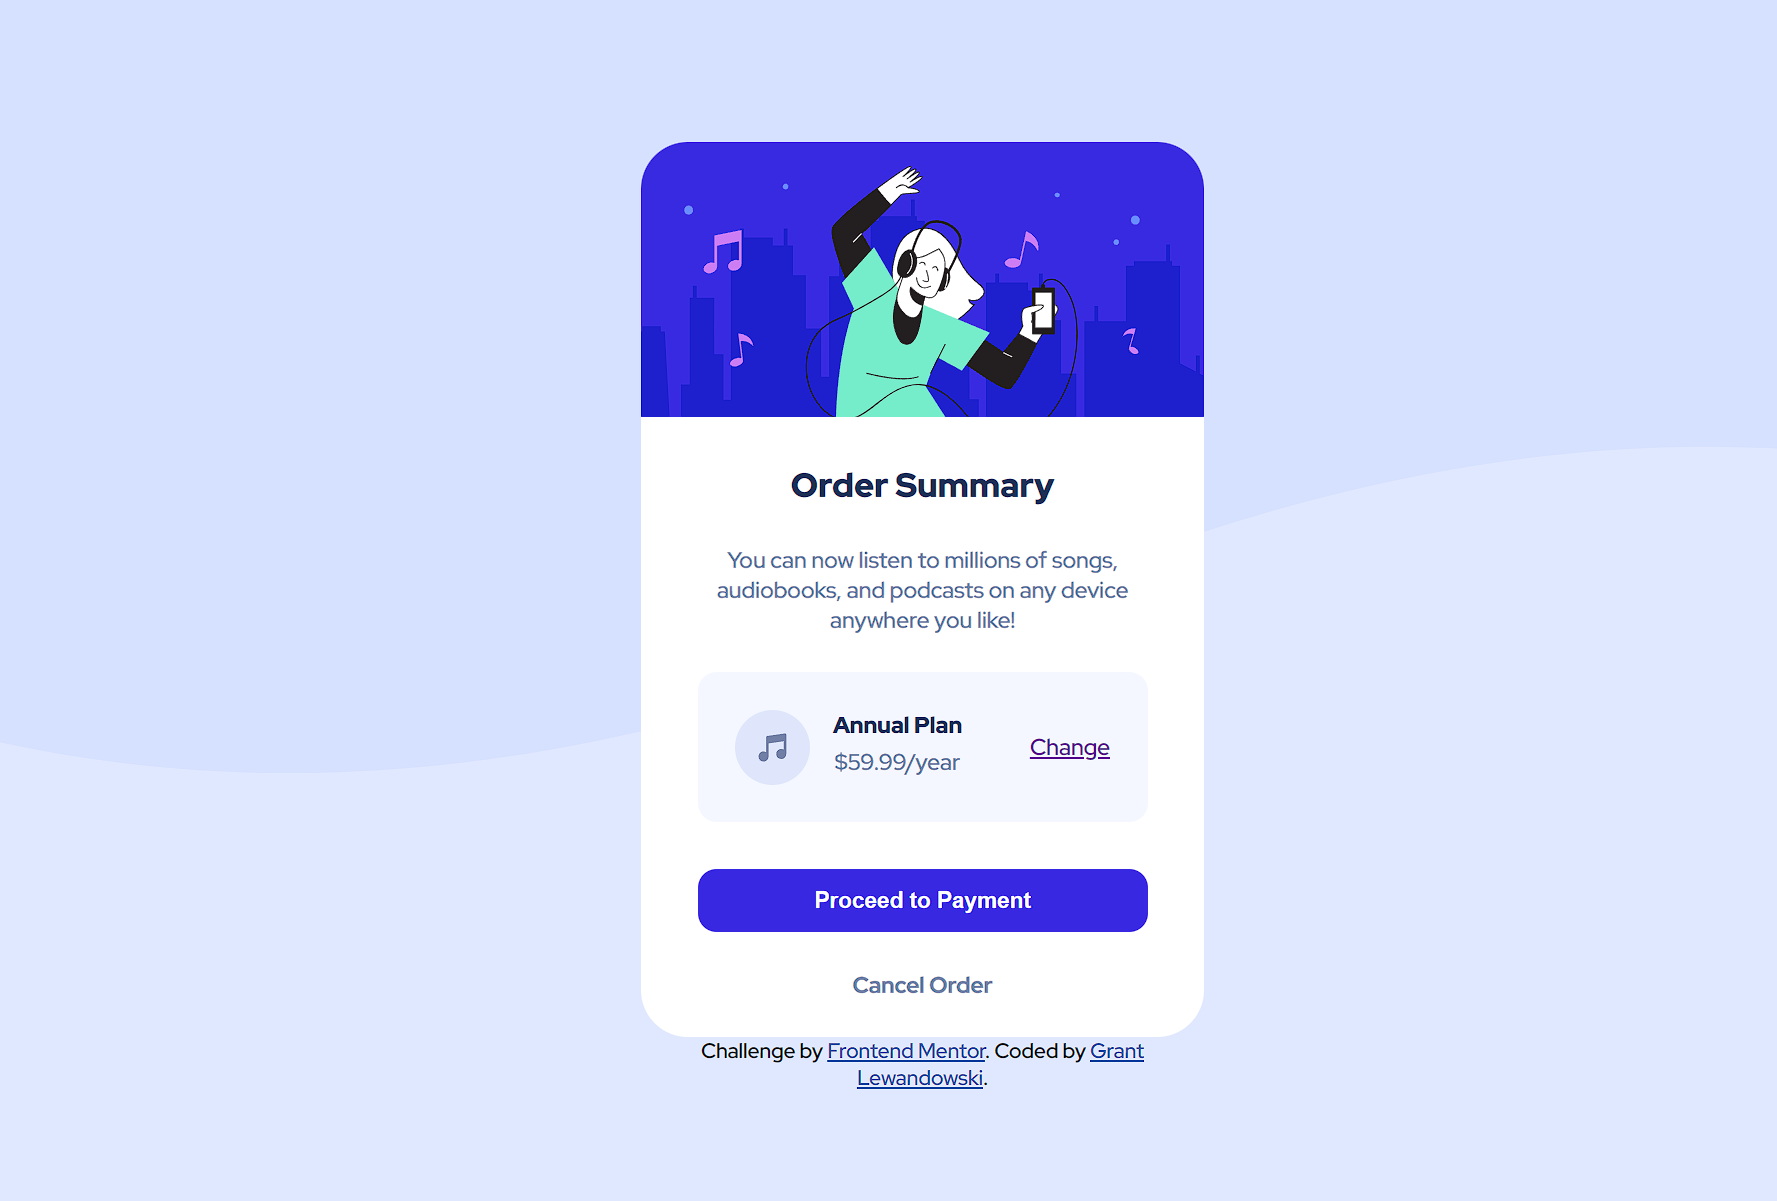 Order Summary
You can now listen to millions of songs,
audiobooks, and podcasts on any device
anywhere you like!
Annual Plan
$59.99/year
Change
Proceed to Payment
Cancel Order
Challenge by Frontend Mentor. Coded by Grant
Lewandowski.